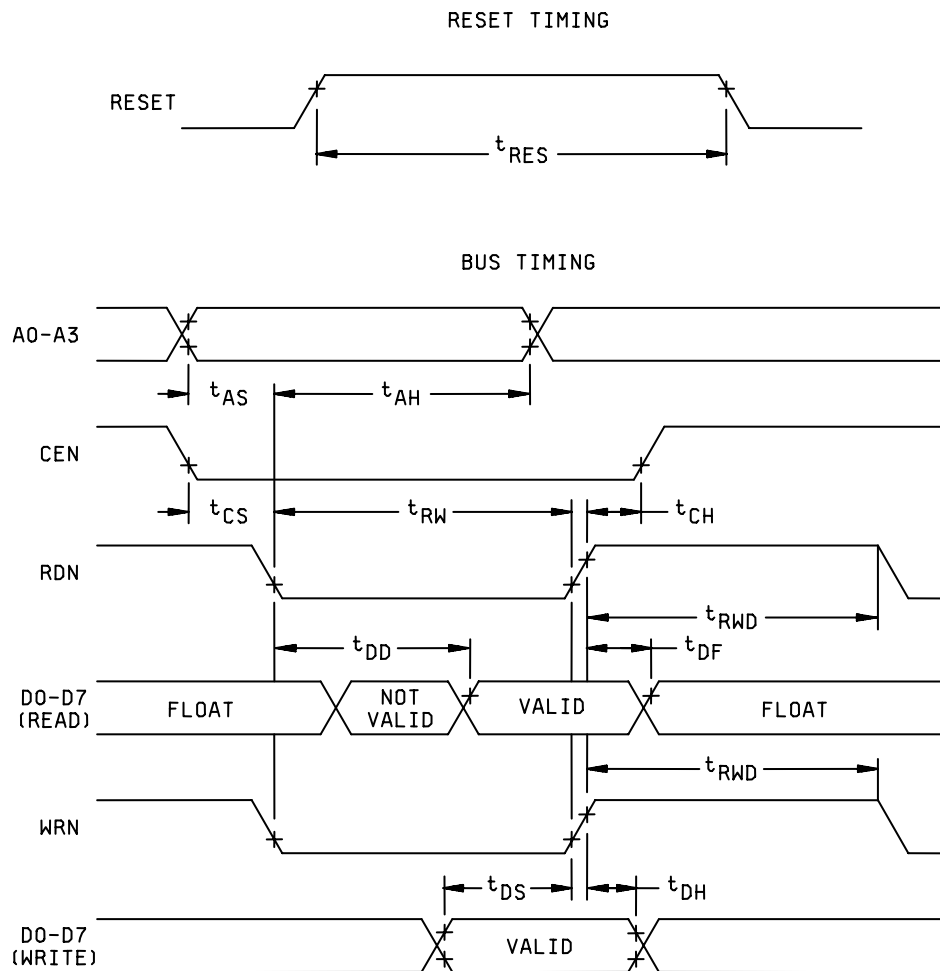 RESET TIMING
RESET
tRES
BUS TIMING
A0-A3
tAS
tAH
CEN
tCS
tRW
tCH
RDN
tRWD
tDD
tDF
D0-D7
(READ)
FLOAT
NOT
VALID
VALID
FLOAT
tRWD
WRN
tDS
tDH
D0-D7
(WRITE)
VALID